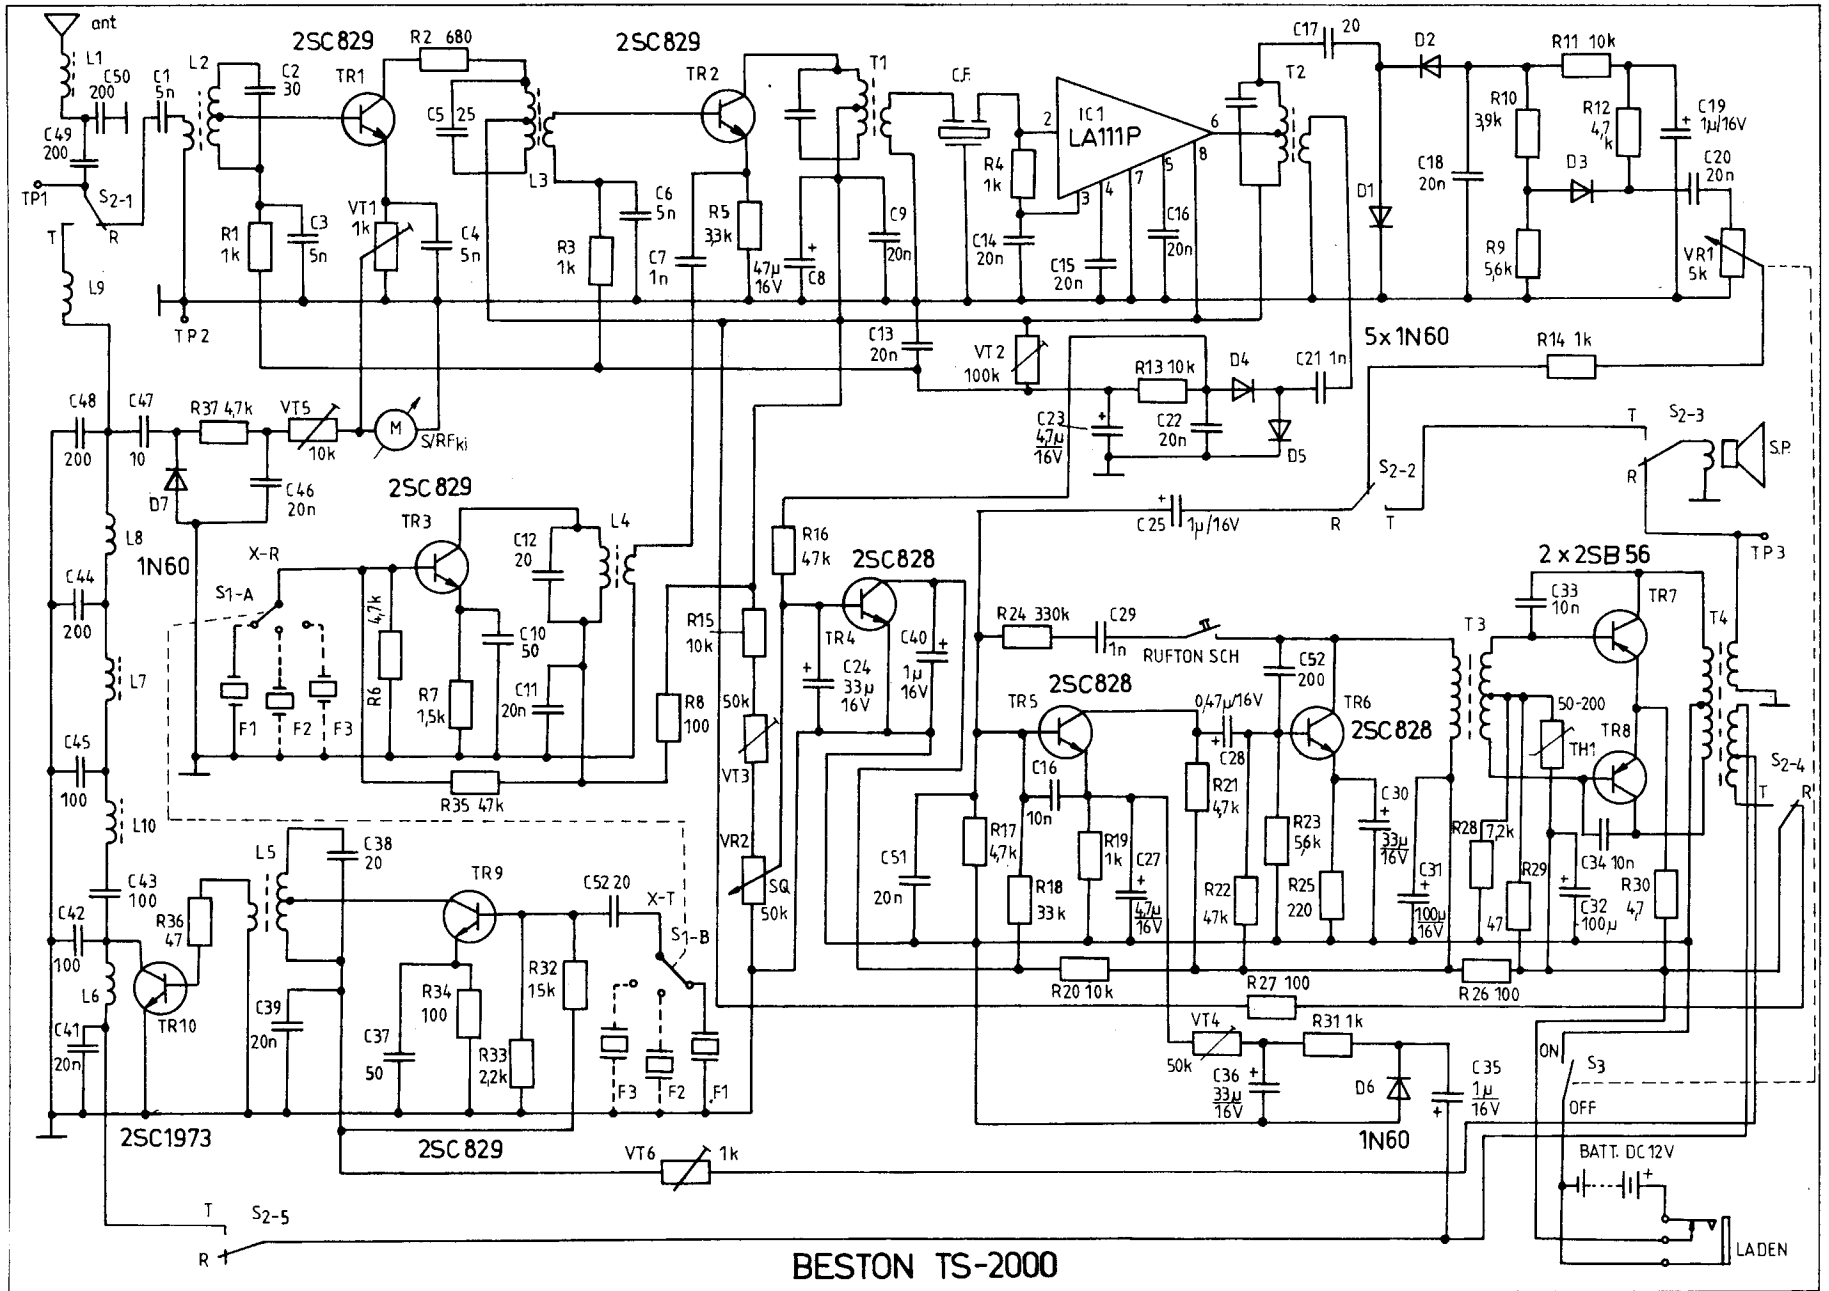 ant
L1
C50
200
C1
5n
L2
C2
30
2SC829
TR1
R2 680
C5 25
L3
2SC829
TR2
T1
C.F.
IC1
LA111P
2
3
4
7
5
8
6
T2
C17 20
D2
R11 10k
R10
3,9k
R12
4,7
k
C19
1µ/16V
C49
200
TP1
S2-1
T
R
R1
1k
C3
5n
VT1
1k
C4
5n
R3
1k
C6
5n
C7
1n
R5
3,3k
47µ
16V
C8
C9
20n
R4
1k
C14
20n
C15
20n
C16
20n
D1
C18
20n
D3
C20
20n
R9
5,6k
VR1
5k
L9
TP2
C13
20n
VT2
100k
R13 10k
D4
C21 1n
5x1N60
R14 1k
C48
200
C47
10
R37 4,7k
VT5
10k
M
S/RFki
C23
4,7µ
16V
C22
20n
D5
T
S2-3
R
S.P.
D7
C46
20n
2SC829
TR3
L4
C12
20
C25
1µ/16V
S2-2
R
T
TP3
L8
1N60
X-R
S1-A
C44
200
4,7k
R6
R7
1,5k
C10
50
C11
20n
R16
47k
2SC828
TR4
R15
10k
C24
33µ
16V
C40
1µ
16V
R24 330k
C29
1n
RUFTON SCH
C52
200
2x2SB56
C33
10n
TR7
T3
T4
L7
F1
F2
F3
R8
100
50k
VT3
2SC828
TR5
0,47µ/16V
C28
TR6
2SC828
50-200
TH1
TR8
C45
100
R35 47k
C16
10n
R21
4,7k
C30
33µ
16V
S2-4
T
R
L10
L5
C38
20
VR2
SQ
50k
C51
20n
R17
4,7k
R19
1k
C27
4,7µ
16V
R18
33k
R23
5,6k
R22
47k
R25
220
C31
100µ
16V
R28
7,2k
R29
47
C34 10n
C32
100µ
R30
4,7
C43
100
R36
47
C42
100
TR9
C52 20
X-T
S1-B
L6
TR10
C41
20n
C39
20n
C37
50
R34
100
R32
15k
R33
2,2k
F3
F2
F1
R20 10k
R27 100
R26 100
VT4
50k
R31 1k
C36
33µ
16V
D6
C35
1µ
16V
ON
S3
OFF
2SC1973
2SC829
VT6
1k
1N60
BATT. DC12V
T
S2-5
R
LADEN
BESTON TS-2000